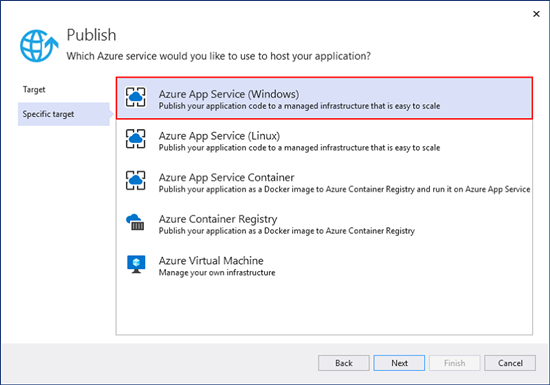 Publish
Which Azure service would you like to use to host your application?
Target
Specific target
Azure App Service (Windows)
Publish your application code to a managed infrastructure that is easy to scale
Azure App Service (Linux)
Publish your application code to a managed infrastructure that is easy to scale
Azure App Service Container
Publish your application as a Docker image to Azure Container Registry and run it on Azure App Service
Azure Container Registry
Publish your application as a Docker image to Azure Container Registry
Azure Virtual Machine
Manage your own infrastructure
Back
Next
Finish
Cancel